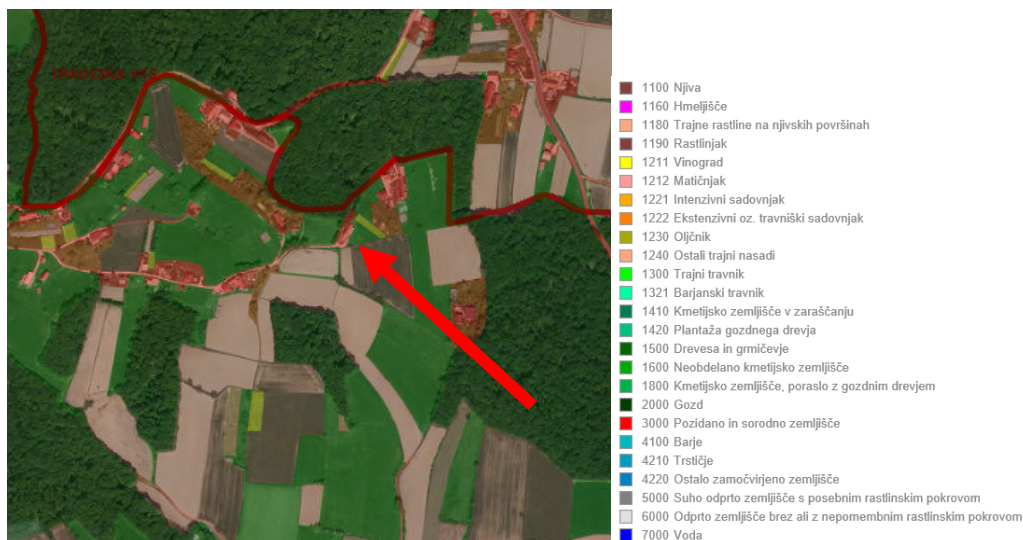 TRNOVSKA VAS
1100 Njiva
1160 Hmeljišče
1180 Trajne rastline na njivskih površinah
1190 Rastlinjak
1211 Vinograd
1212 Matičnjak
1221 Intenzivni sadovnjak
1222 Ekstenzivni oz. travniški sadovnjak
1230 Oljčnik
1240 Ostali trajni nasadi
1300 Trajni travnik
1321 Barjanski travnik
1410 Kmetijsko zemljišče v zaraščanju
1420 Plantaža gozdnega drevja
1500 Drevesa in grmičevje
1600 Neobdelano kmetijsko zemljišče
1800 Kmetijsko zemljišče, poraslo z gozdnim drevjem
2000 Gozd
3000 Pozidano in sorodno zemljišče
4100 Barje
4210 Trstičje
4220 Ostalo zamočvirjeno zemljišče
5000 Suho odprto zemljišče s posebnim rastlinskim pokrovom
6000 Odprto zemljišče brez ali z nepomembnim rastlinskim pokrovom
7000 Voda